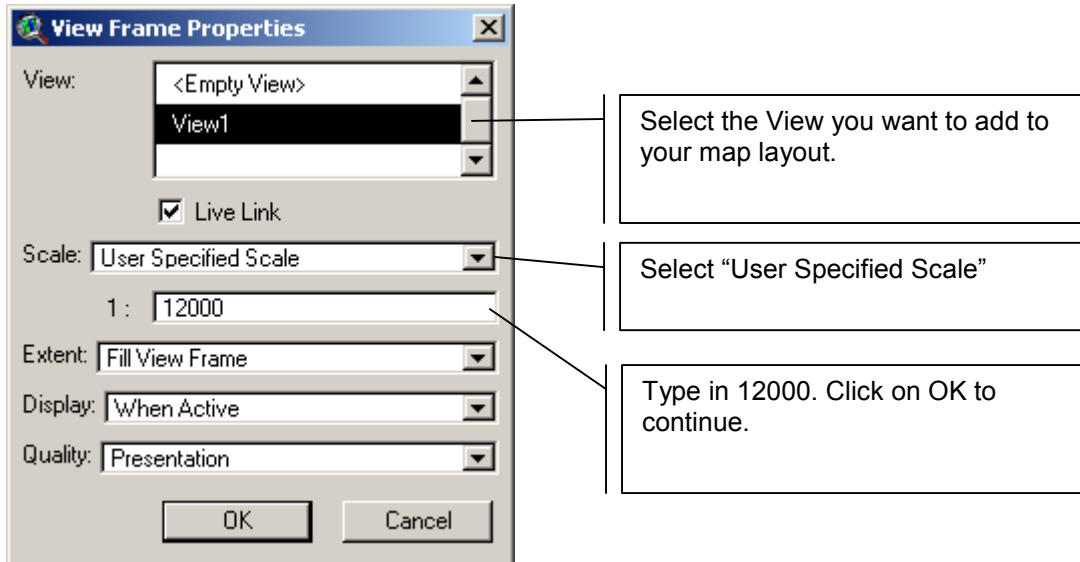 View Frame Properties
View:
<Empty View>
View1
Live Link
Scale: User Specified Scale
1 : 12000
Extent: Fill View Frame
Display: When Active
Quality: Presentation
OK Cancel
Select the View you want to add to
your map layout.
Select “User Specified Scale”
Type in 12000. Click on OK to
continue.